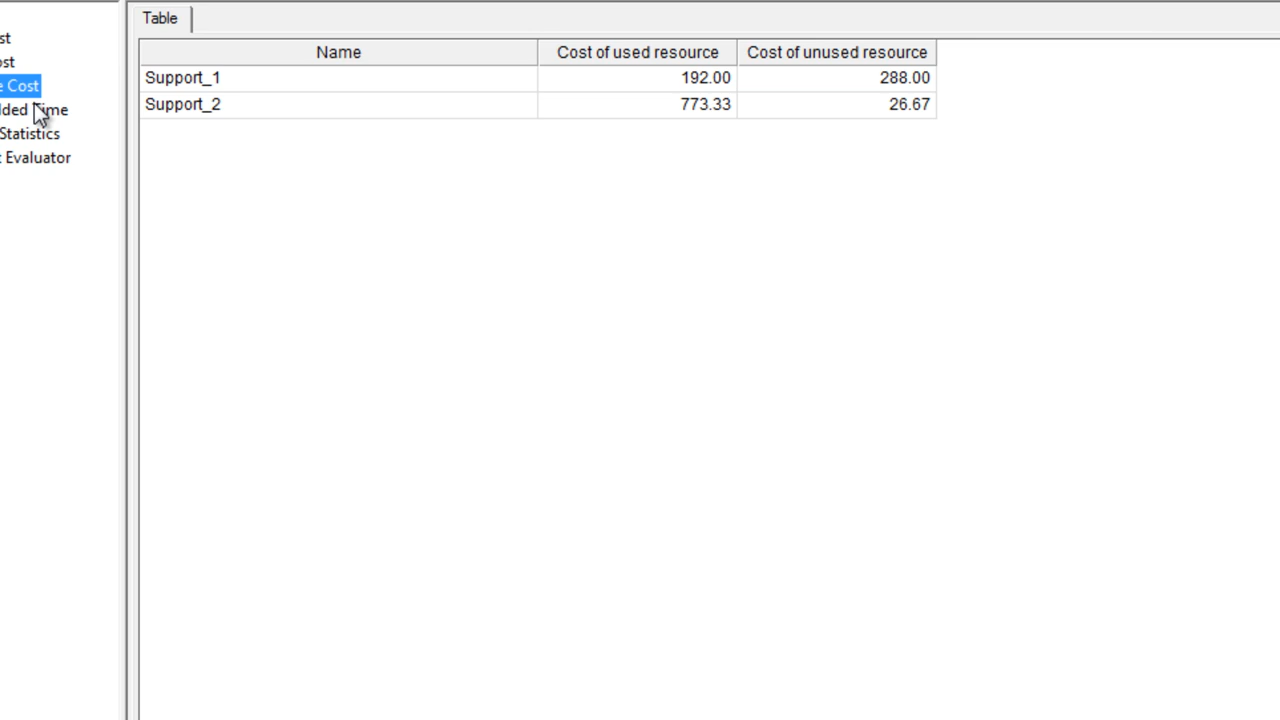 Table
st
ost
e Cost
Time
Statistics
Evaluator
Name Cost of used resource Cost of unused resource
Support_1 192.00 288.00
Support_2 773.33 26.67